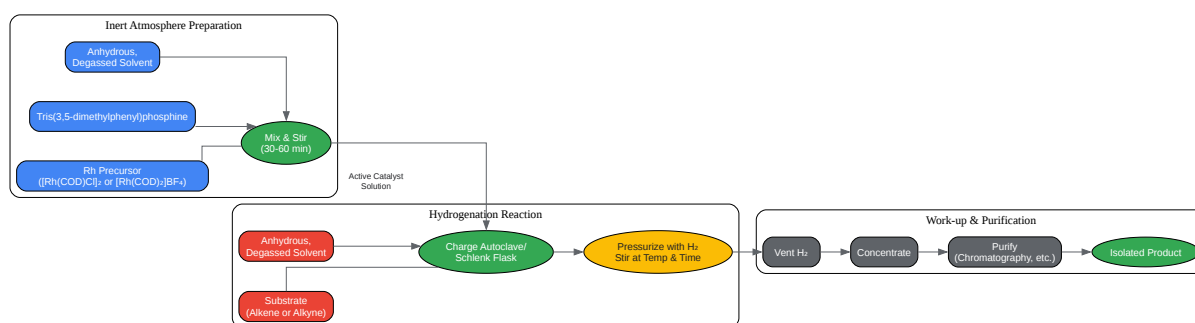 Inert Atmosphere Preparation
Anhydrous,
Degassed Solvent
Tris(3,5-dimethylphenyl)phosphine
Mix & Stir
(30-60 min)
Rh Precursor
([Rh(COD)Cl]₂ or [Rh(COD)₂]BF₄)
Active Catalyst
Solution
Hydrogenation Reaction
Anhydrous,
Degassed Solvent
Charge Autoclave/
Schlenk Flask
Pressurize with H₂
Stir at Temp & Time
Substrate
(Alkene or Alkyne)
Work-up & Purification
Vent H₂
Concentrate
Purify
(Chromatography, etc.)
Isolated Product